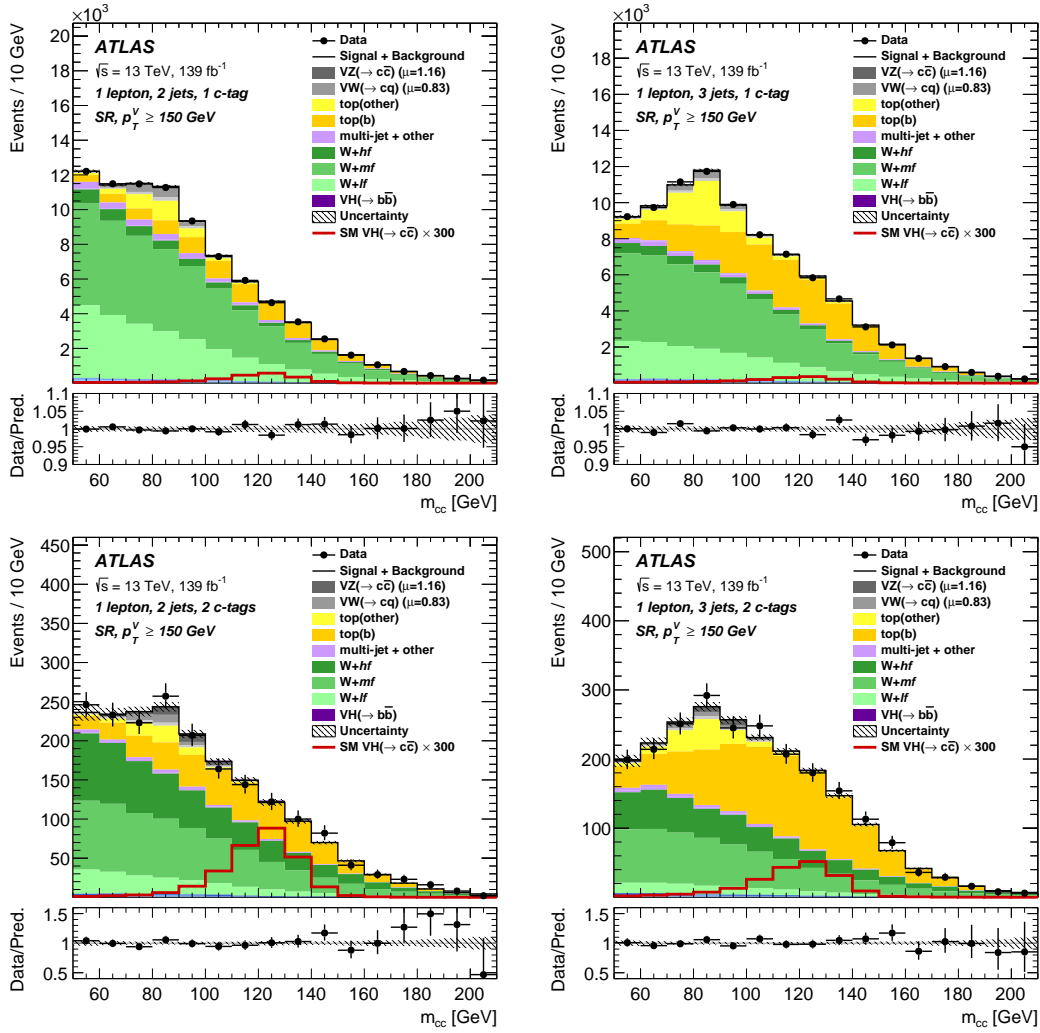 ×10³
20
18
16
14
12
10
8
6
4
2
Events / 10 GeV
ATLAS
√s = 13 TeV, 139 fb⁻¹
1 lepton, 2 jets, 1 c-tag
SR, p_T^V ≥ 150 GeV
Data
Signal + Background
VZ(→ cc̅) (μ=1.16)
VW(→ cq) (μ=0.83)
top(other)
top(b)
multi-jet + other
W+hf
W+mf
W+lf
VH(→ bb̅)
Uncertainty
SM VH(→ cc̅) × 300
1.1
1.05
1
0.95
0.9
Data/Pred.
60 80 100 120 140 160 180 200
m_cc [GeV]
×10³
18
16
14
12
10
8
6
4
2
Events / 10 GeV
ATLAS
√s = 13 TeV, 139 fb⁻¹
1 lepton, 3 jets, 1 c-tag
SR, p_T^V ≥ 150 GeV
Data
Signal + Background
VZ(→ cc̅) (μ=1.16)
VW(→ cq) (μ=0.83)
top(other)
top(b)
multi-jet + other
W+hf
W+mf
W+lf
VH(→ bb̅)
Uncertainty
SM VH(→ cc̅) × 300
1.1
1.05
1
0.95
0.9
Data/Pred.
60 80 100 120 140 160 180 200
m_cc [GeV]
450
400
350
300
250
200
150
100
50
Events / 10 GeV
ATLAS
√s = 13 TeV, 139 fb⁻¹
1 lepton, 2 jets, 2 c-tags
SR, p_T^V ≥ 150 GeV
Data
Signal + Background
VZ(→ cc̅) (μ=1.16)
VW(→ cq) (μ=0.83)
top(other)
top(b)
multi-jet + other
W+hf
W+mf
W+lf
VH(→ bb̅)
Uncertainty
SM VH(→ cc̅) × 300
1.5
1
0.5
Data/Pred.
60 80 100 120 140 160 180 200
m_cc [GeV]
500
400
300
200
100
Events / 10 GeV
ATLAS
√s = 13 TeV, 139 fb⁻¹
1 lepton, 3 jets, 2 c-tags
SR, p_T^V ≥ 150 GeV
Data
Signal + Background
VZ(→ cc̅) (μ=1.16)
VW(→ cq) (μ=0.83)
top(other)
top(b)
multi-jet + other
W+hf
W+mf
W+lf
VH(→ bb̅)
Uncertainty
SM VH(→ cc̅) × 300
1.5
1
0.5
Data/Pred.
60 80 100 120 140 160 180 200
m_cc [GeV]